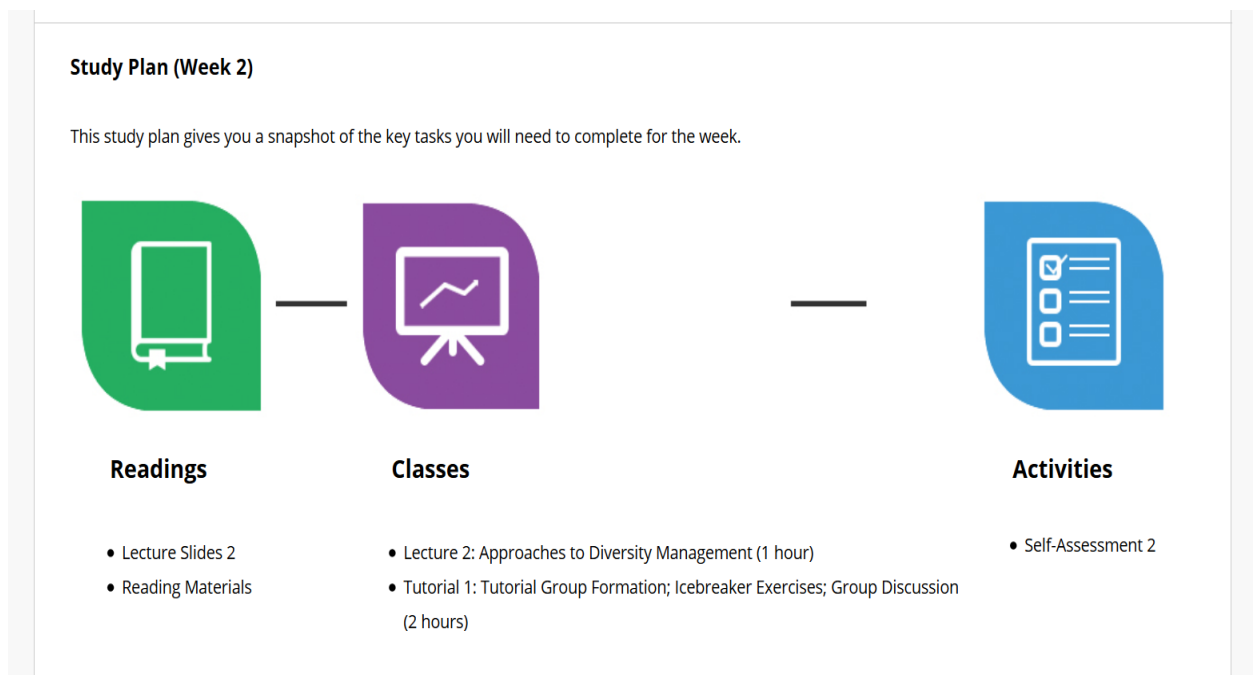 Study Plan (Week 2)
This study plan gives you a snapshot of the key tasks you will need to complete for the week.
Readings
• Lecture Slides 2
• Reading Materials
Classes
• Lecture 2: Approaches to Diversity Management (1 hour)
• Tutorial 1: Tutorial Group Formation; Icebreaker Exercises; Group Discussion
(2 hours)
Activities
• Self-Assessment 2